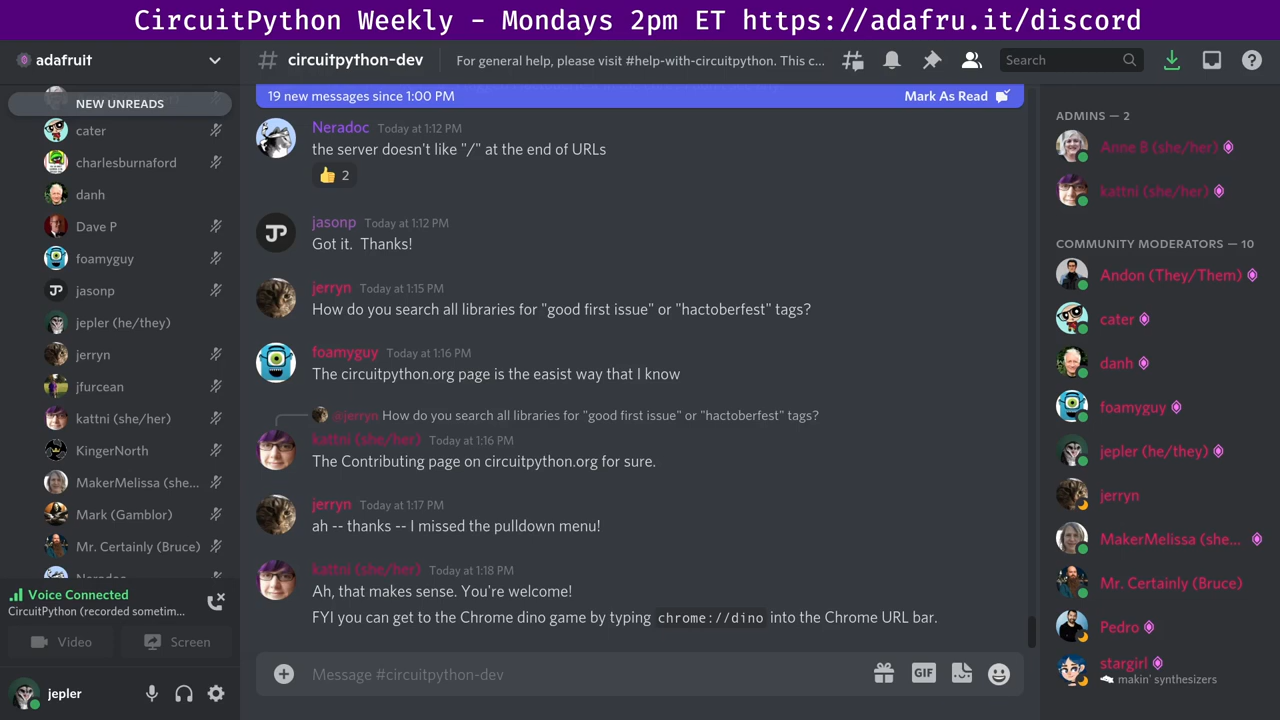 CircuitPython Weekly - Mondays 2pm ET https://adafru.it/discord
adafruit
NEW UNREADS
cater
charlesburnaford
danh
Dave P
foamyguy
JP jasonp
jepler (he/they)
jerryn
jfurcean
kattni (she/her)
KingerNorth
MakerMelissa (she...
Mark (Gamblor)
Mr. Certainly (Bruce)
Neradoc
Voice Connected
CircuitPython (recorded sometim...
Video
Screen
jepler
# circuitpython-dev
For general help, please visit #help-with-circuitpython. This c...
Search
19 new messages since 1:00 PM
Mark As Read
Neradoc Today at 1:12 PM
the server doesn't like "/" at the end of URLs
👍 2
JP
jasonp Today at 1:12 PM
Got it. Thanks!
jerryn Today at 1:15 PM
How do you search all libraries for "good first issue" or "hactoberfest" tags?
foamyguy Today at 1:16 PM
The circuitpython.org page is the easist way that I know
@jerryn How do you search all libraries for "good first issue" or "hactoberfest" tags?
kattni (she/her) Today at 1:16 PM
The Contributing page on circuitpython.org for sure.
jerryn Today at 1:17 PM
ah -- thanks -- I missed the pulldown menu!
kattni (she/her) Today at 1:18 PM
Ah, that makes sense. You're welcome!
FYI you can get to the Chrome dino game by typing chrome://dino into the Chrome URL bar.
Message #circuitpython-dev
GIF
ADMINS — 2
Anne B (she/her)
kattni (she/her)
COMMUNITY MODERATORS — 10
Andon (They/Them)
cater
danh
foamyguy
jepler (he/they)
jerryn
MakerMelissa (she...
Mr. Certainly (Bruce)
Pedro
stargirl
makin' synthesizers